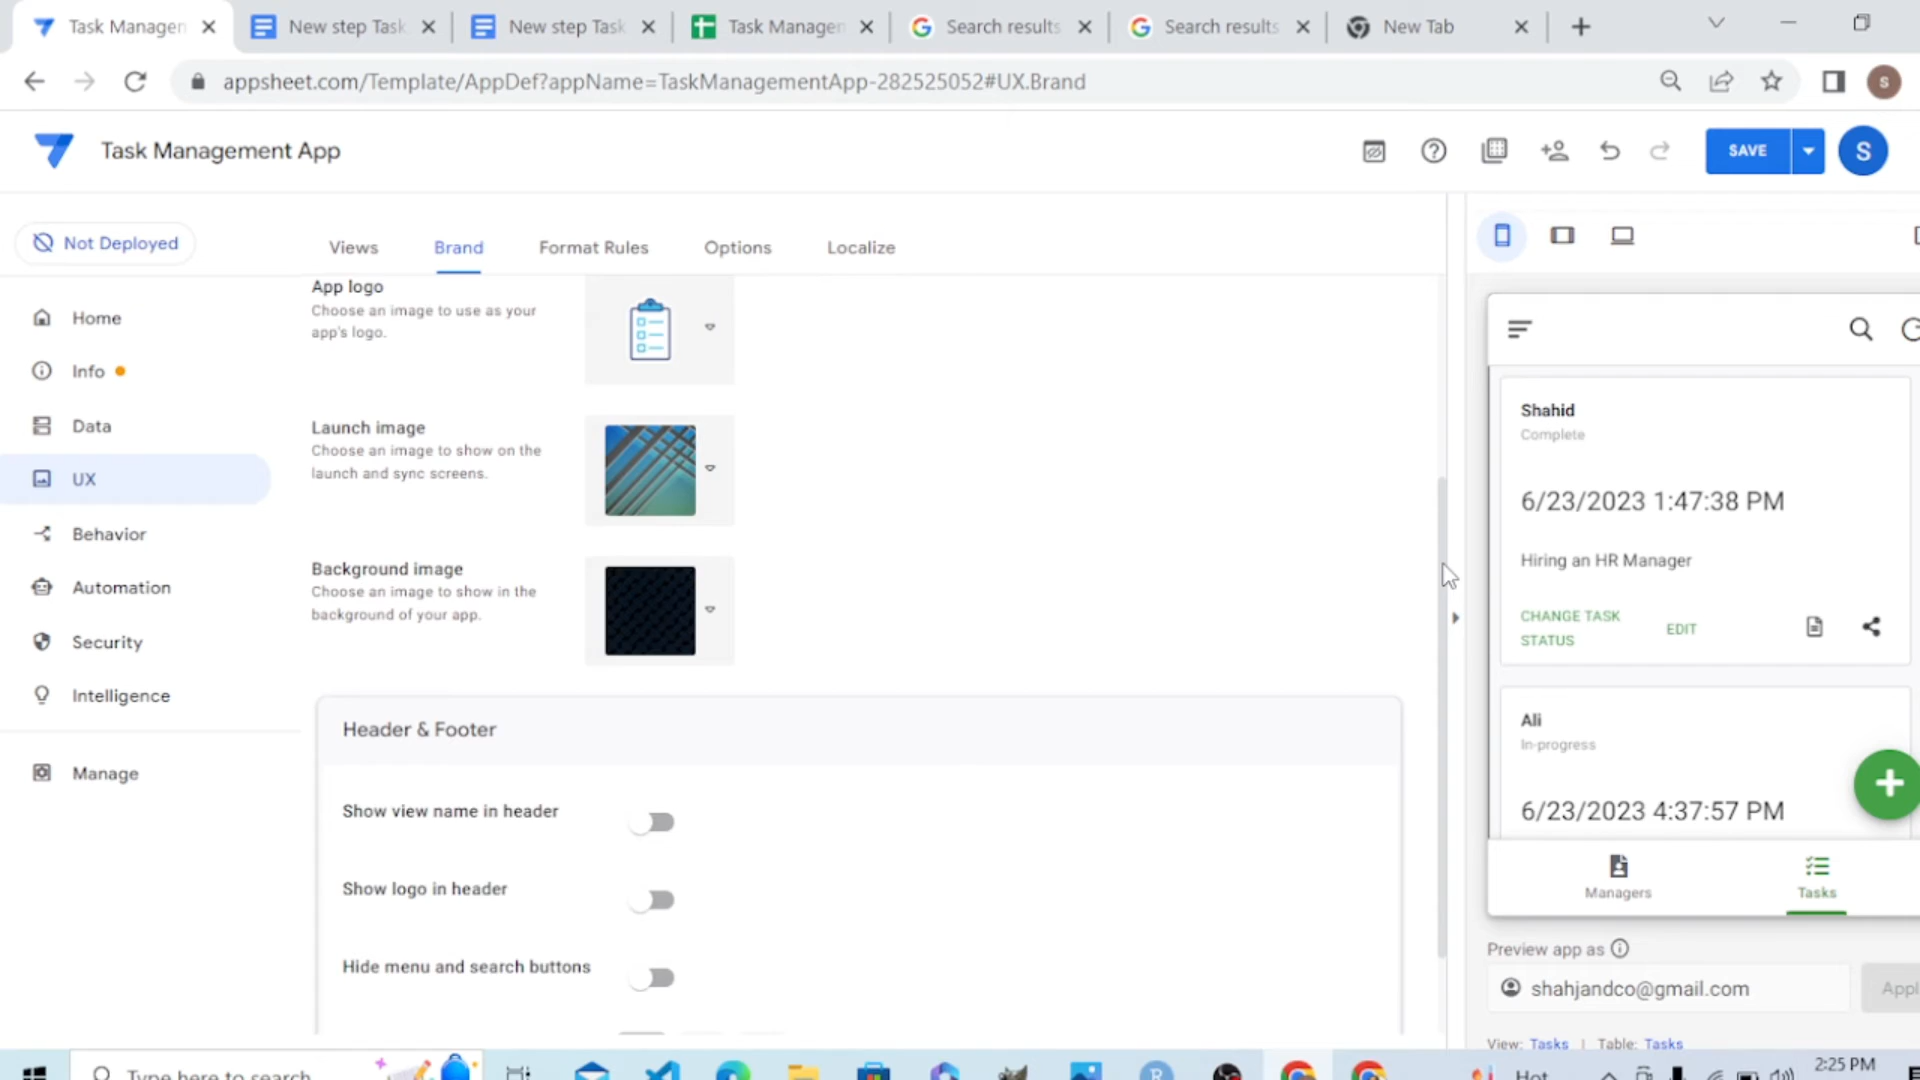 Task Managen
New step Task
New step Task
Task Managen
Search results
Search results
New Tab
appsheet.com/Template/AppDef?appName=TaskManagementApp-282525052#UX.Brand
S
Task Management App
SAVE
S
Not Deployed
Views
Brand
Format Rules
Options
Localize
Home
Info
Data
UX
Behavior
Automation
Security
Intelligence
Manage
App logo
Choose an image to use as your
app's logo.
Launch image
Choose an image to show on the
launch and sync screens.
Background image
Choose an image to show in the
background of your app.
Header & Footer
Show view name in header
Show logo in header
Hide menu and search buttons
Shahid
Complete
6/23/2023 1:47:38 PM
Hiring an HR Manager
CHANGE TASK
STATUS
EDIT
Ali
In-progress
6/23/2023 4:37:57 PM
Managers
Tasks
Preview app as
shahjandco@gmail.com
Appl
View: Tasks | Table: Tasks
Type here to search
R
Hot
2:25 PM